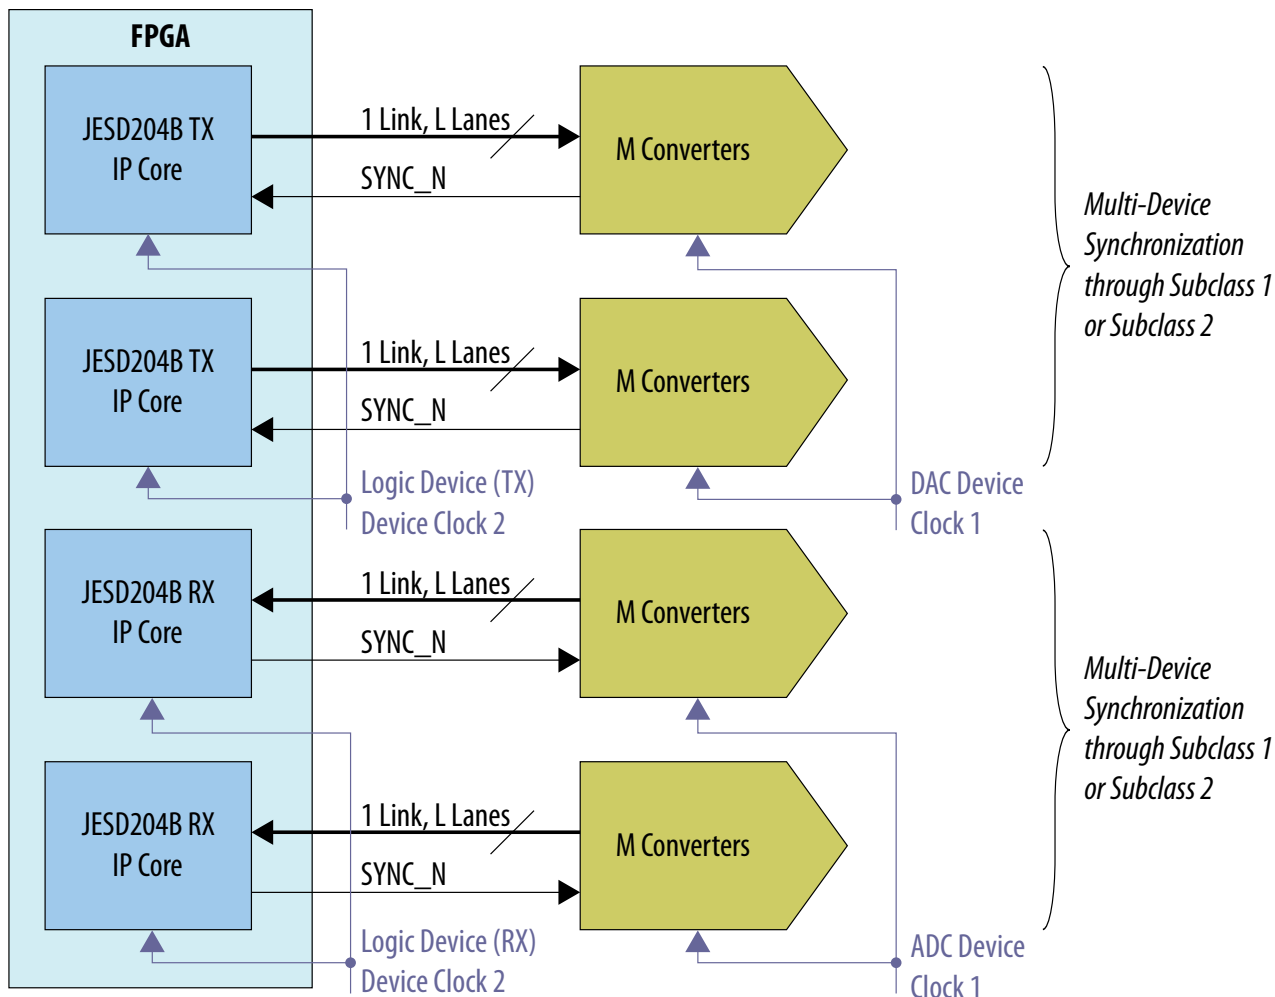 FPGA
JESD204B TX
IP Core
1 Link, L Lanes
SYNC_N
M Converters
Multi-Device
Synchronization
through Subclass 1
or Subclass 2
JESD204B TX
IP Core
1 Link, L Lanes
SYNC_N
M Converters
Logic Device (TX)
Device Clock 2
DAC Device
Clock 1
JESD204B RX
IP Core
1 Link, L Lanes
SYNC_N
M Converters
Multi-Device
Synchronization
through Subclass 1
or Subclass 2
JESD204B RX
IP Core
1 Link, L Lanes
SYNC_N
M Converters
Logic Device (RX)
Device Clock 2
ADC Device
Clock 1